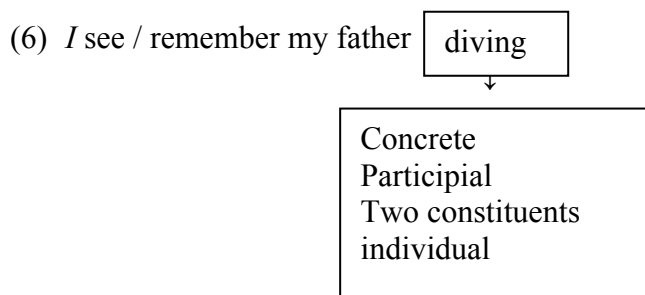 (6) I see / remember my father diving
Concrete
Participial
Two constituents
individual